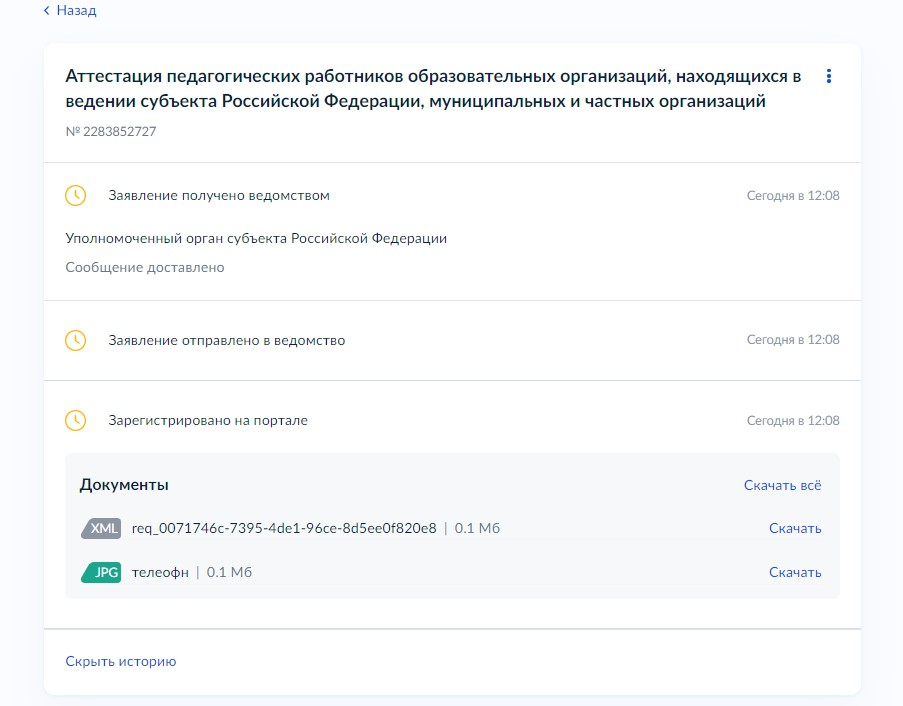 Назад
Аттестация педагогических работников образовательных организаций, находящихся в
ведении субъекта Российской Федерации, муниципальных и частных организаций
№ 2283852727
Заявление получено ведомством
Сегодня в 12:08
Уполномоченный орган субъекта Российской Федерации
Сообщение доставлено
Заявление отправлено в ведомство
Сегодня в 12:08
Зарегистрировано на портале
Сегодня в 12:08
Документы
Скачать всё
XML req_0071746c-7395-4de1-96ce-8d5ee0f820e8 | 0.1 Мб
Скачать
JPG телеофн | 0.1 Мб
Скачать
Скрыть историю